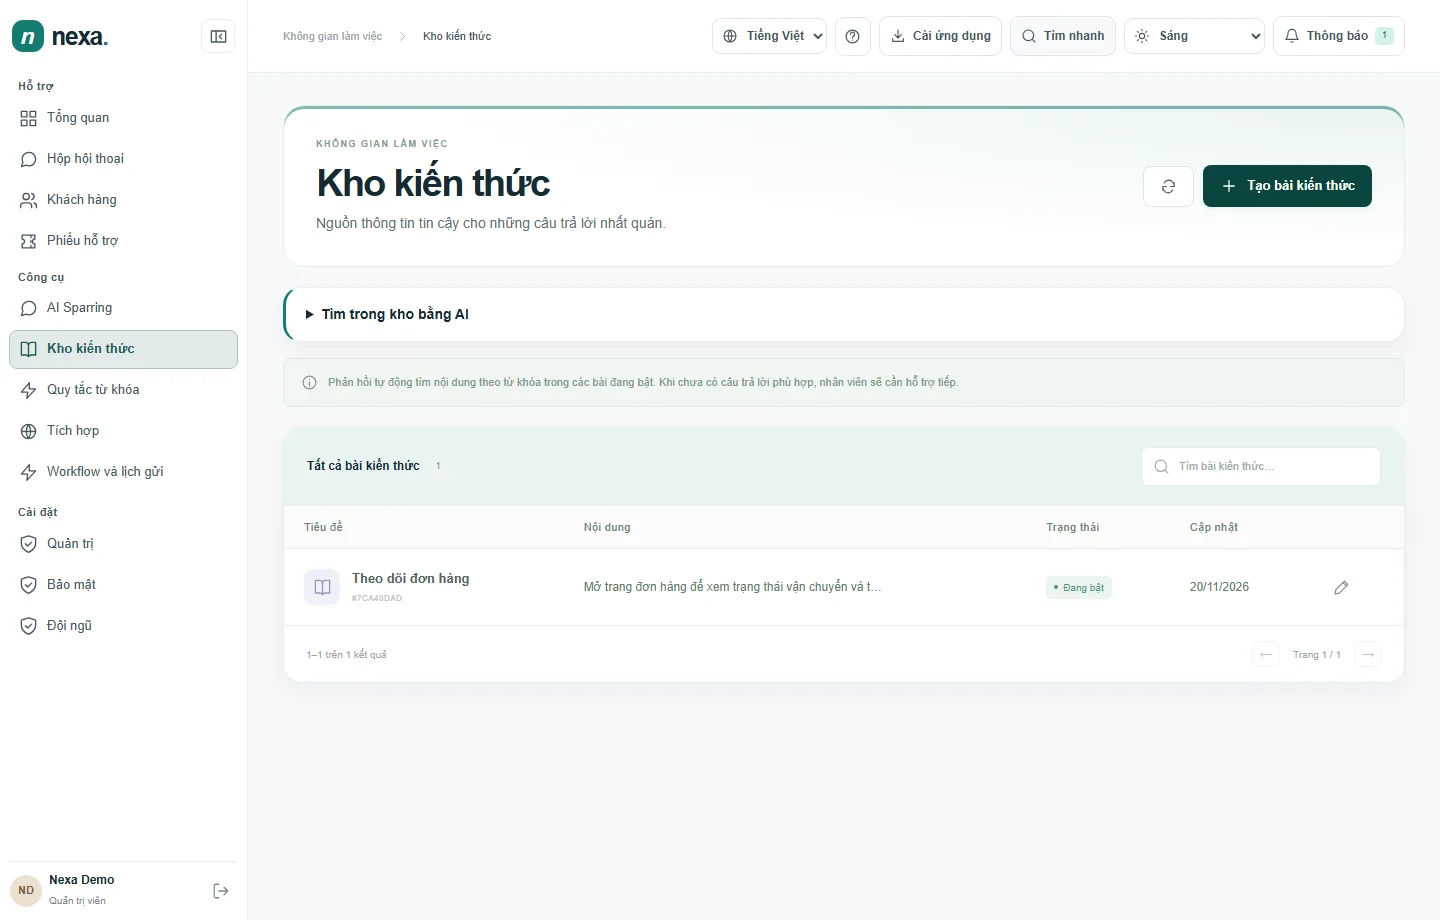 n nexa.
Không gian làm việc
Kho kiến thức
Tiếng Việt
Cài ứng dụng
Tìm nhanh
Sáng
Thông báo
1
Hỗ trợ
Tổng quan
Hộp hội thoại
Khách hàng
Phiếu hỗ trợ
Công cụ
AI Sparring
Kho kiến thức
Quy tắc từ khóa
Tích hợp
Workflow và lịch gửi
Cài đặt
Quản trị
Bảo mật
Đội ngũ
ND
Nexa Demo
Quản trị viên
KHÔNG GIAN LÀM VIỆC
Kho kiến thức
Nguồn thông tin tin cậy cho những câu trả lời nhất quán.
Tạo bài kiến thức
Tìm trong kho bằng AI
Phản hồi tự động tìm nội dung theo từ khóa trong các bài đang bật. Khi chưa có câu trả lời phù hợp, nhân viên sẽ cần hỗ trợ tiếp.
Tất cả bài kiến thức 1
Tìm bài kiến thức...
Tiêu đề Nội dung Trạng thái Cập nhật
Theo dõi đơn hàng
#7CA40DAD
Mở trang đơn hàng để xem trạng thái vận chuyển và t...
Đang bật
20/11/2026
1–1 trên 1 kết quả
← Trang 1 / 1 →